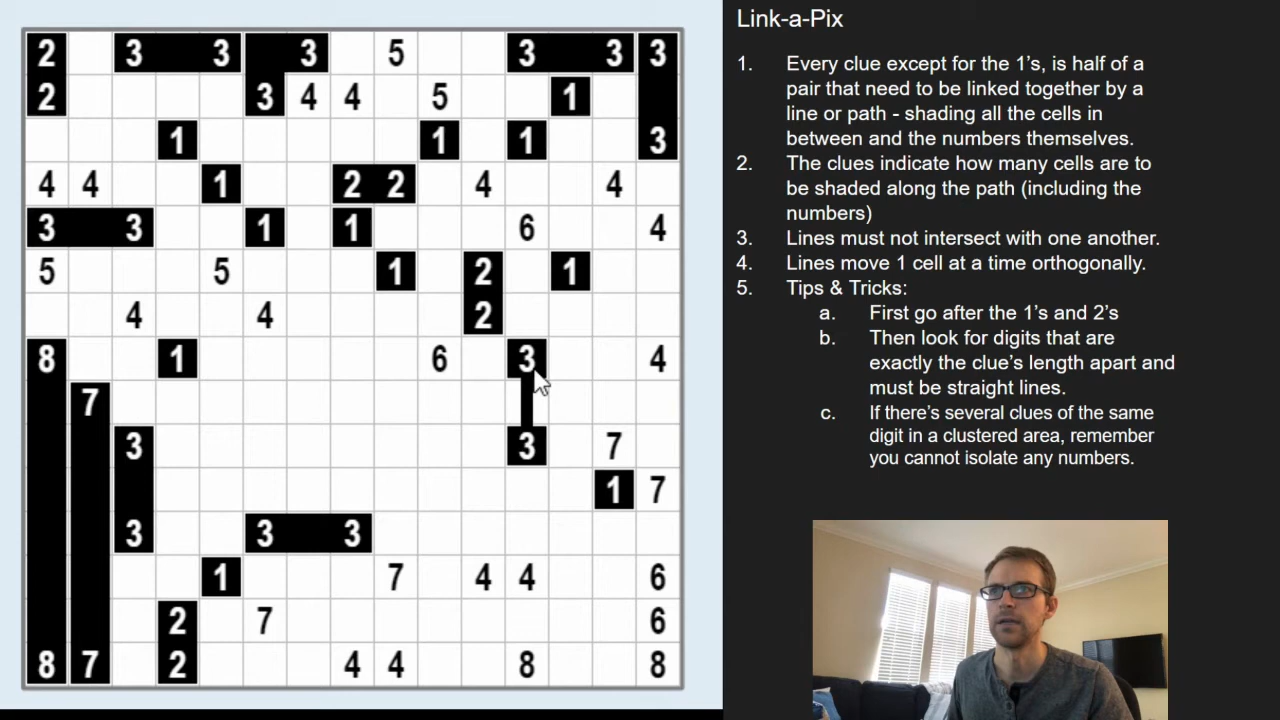 Link-a-Pix
2 3 3 3 5 3 3 3
2 3 4 4 5 1
1 1 1 3
4 4 1 2 2 4 4
3 3 1 1 6 4
5 5 1 2 1
4 4 2
8 1 6 3 4
7
3 3 7
1 7
3 3 3
1 7 4 4 6
2 7 6
8 7 2 4 4 8 8
1. Every clue except for the 1’s, is half of a
pair that need to be linked together by a
line or path - shading all the cells in
between and the numbers themselves.
2. The clues indicate how many cells are to
be shaded along the path (including the
numbers)
3. Lines must not intersect with one another.
4. Lines move 1 cell at a time orthogonally.
5. Tips & Tricks:
a. First go after the 1’s and 2’s
b. Then look for digits that are
exactly the clue’s length apart and
must be straight lines.
c. If there’s several clues of the same
digit in a clustered area, remember
you cannot isolate any numbers.